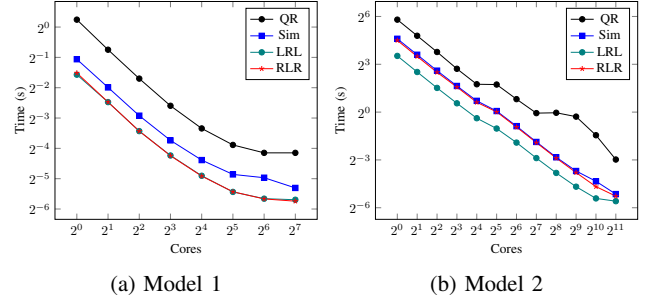 2^0
2^−1
2^−2
2^−3
2^−4
2^−5
2^−6
Time (s)
QR
Sim
LRL
RLR
2^0 2^1 2^2 2^3 2^4 2^5 2^6 2^7
Cores
(a) Model 1
2^6
2^3
2^0
2^−3
2^−6
Time (s)
QR
Sim
LRL
RLR
2^0 2^1 2^2 2^3 2^4 2^5 2^6 2^7 2^8 2^9 2^10 2^11
Cores
(b) Model 2